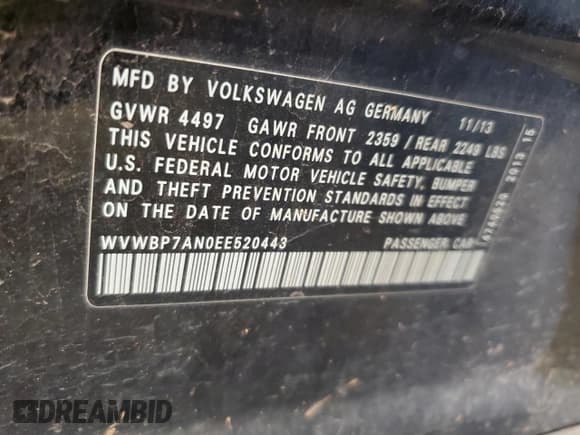 MFD BY VOLKSWAGEN AG GERMANY 11/13
GVWR 4497 GAWR FRONT 2359 / REAR 2249 LBS
THIS VEHICLE CONFORMS TO ALL APPLICABLE
U.S. FEDERAL MOTOR VEHICLE SAFETY, BUMPER
AND THEFT PREVENTION STANDARDS IN EFFECT
ON THE DATE OF MANUFACTURE SHOWN ABOVE
WVWBP7AN0EE520443 PASSENGER CAR
2013 15
DREAMBID